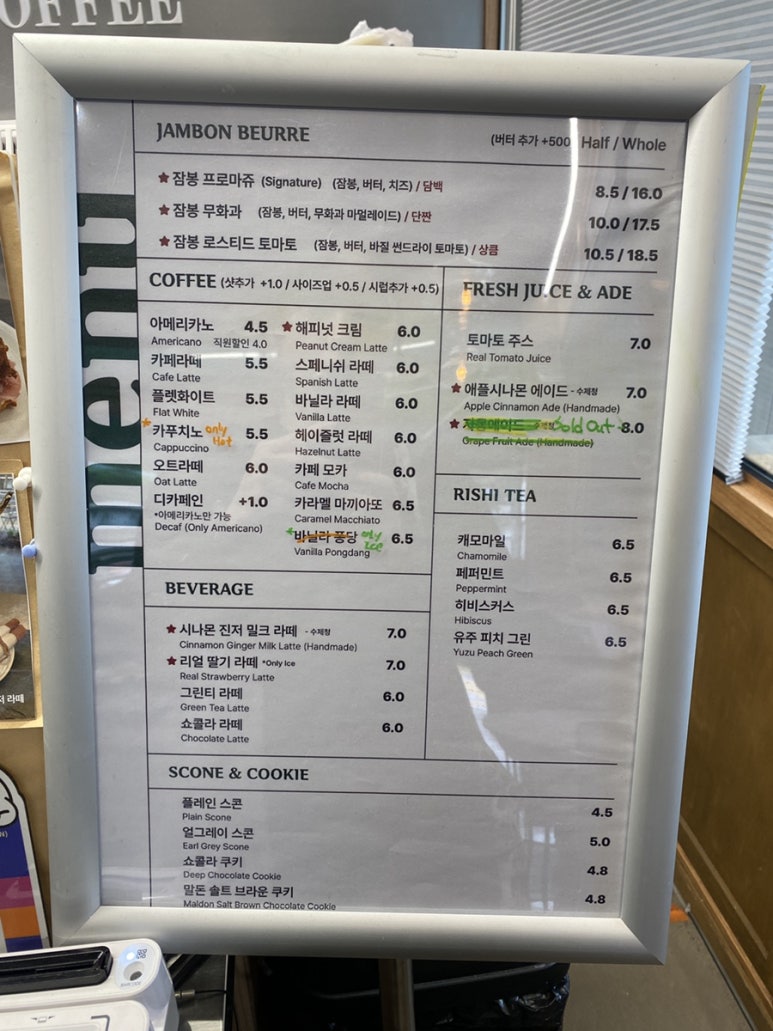 OFFEE
menu
JAMBON BEURRE (버터 추가 +500) Half / Whole
★ 잠봉 프로마쥬 (Signature) (잠봉, 버터, 치즈) / 담백 8.5 / 16.0
★ 잠봉 무화과 (잠봉, 버터, 무화과 마멀레이드) / 단짠 10.0 / 17.5
★ 잠봉 로스티드 토마토 (잠봉, 버터, 바질 썬드라이 토마토) / 상큼 10.5 / 18.5
COFFEE (샷추가 +1.0 / 사이즈업 +0.5 / 시럽추가 +0.5)
아메리카노 4.5
Americano 직원할인 4.0
카페라떼 5.5
Cafe Latte
플랫화이트 5.5
Flat White
* 카푸치노 only Hot 5.5
Cappuccino
오트라떼 6.0
Oat Latte
디카페인 +1.0
*아메리카노만 가능
Decaf (Only Americano)
★ 해피넛 크림 6.0
Peanut Cream Latte
스페니쉬 라떼 6.0
Spanish Latte
바닐라 라떼 6.0
Vanilla Latte
헤이즐럿 라떼 6.0
Hazelnut Latte
카페 모카 6.0
Cafe Mocha
카라멜 마끼아또 6.5
Caramel Macchiato
* 바닐라 퐁당 only ICE 6.5
Vanilla Pongdang
FRESH JUICE & ADE
토마토 주스 7.0
Real Tomato Juice
★ 애플시나몬 에이드 - 수제청 7.0
Apple Cinnamon Ade (Handmade)
★ 자몽에이드 Sold Out 8.0
Grape Fruit Ade (Handmade)
RISHI TEA
캐모마일 6.5
Chamomile
페퍼민트 6.5
Peppermint
히비스커스 6.5
Hibiscus
유주 피치 그린 6.5
Yuzu Peach Green
BEVERAGE
★ 시나몬 진저 밀크 라떼 - 수제청 7.0
Cinnamon Ginger Milk Latte (Handmade)
★ 리얼 딸기 라떼 *Only Ice 7.0
Real Strawberry Latte
그린티 라떼 6.0
Green Tea Latte
쇼콜라 라떼 6.0
Chocolate Latte
SCONE & COOKIE
플레인 스콘 4.5
Plain Scone
얼그레이 스콘 5.0
Earl Grey Scone
쇼콜라 쿠키 4.8
Deep Chocolate Cookie
말돈 솔트 브라운 쿠키 4.8
Maldon Salt Brown Chocolate Cookie
라떼